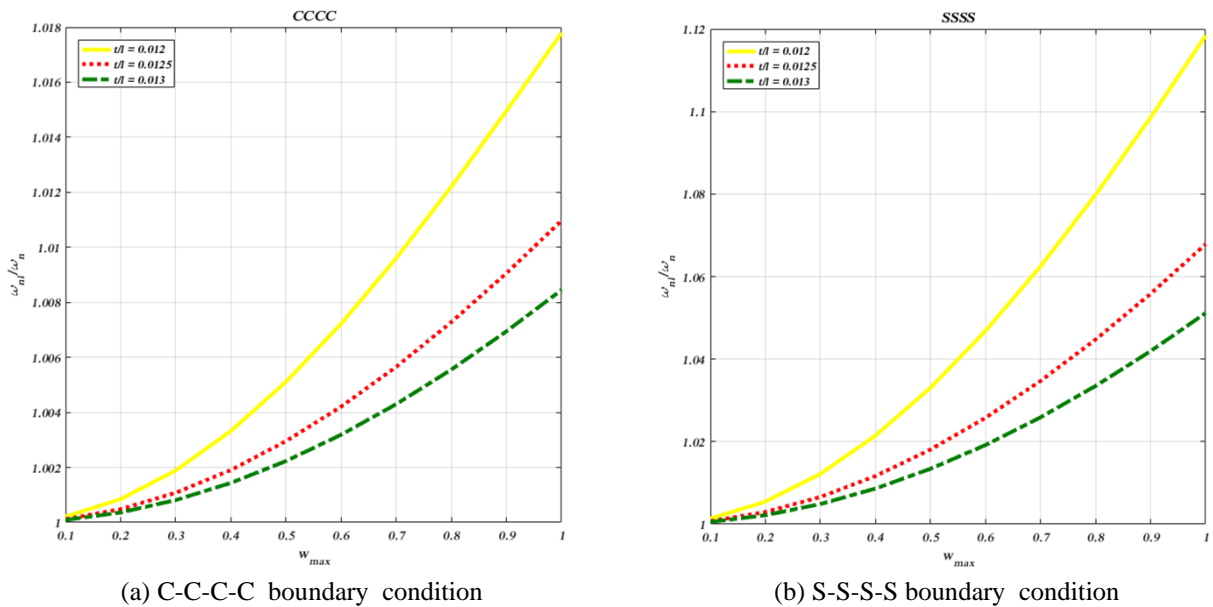 CCCC
1.018
1.016
1.014
1.012
1.01
1.008
1.006
1.004
1.002
1
ω_nl/ω_n
t/l = 0.012
t/l = 0.0125
t/l = 0.013
0.1 0.2 0.3 0.4 0.5 0.6 0.7 0.8 0.9 1
w_max
(a) C-C-C-C boundary condition
SSSS
1.12
1.1
1.08
1.06
1.04
1.02
1
ω_nl/ω_n
t/l = 0.012
t/l = 0.0125
t/l = 0.013
0.1 0.2 0.3 0.4 0.5 0.6 0.7 0.8 0.9 1
w_max
(b) S-S-S-S boundary condition